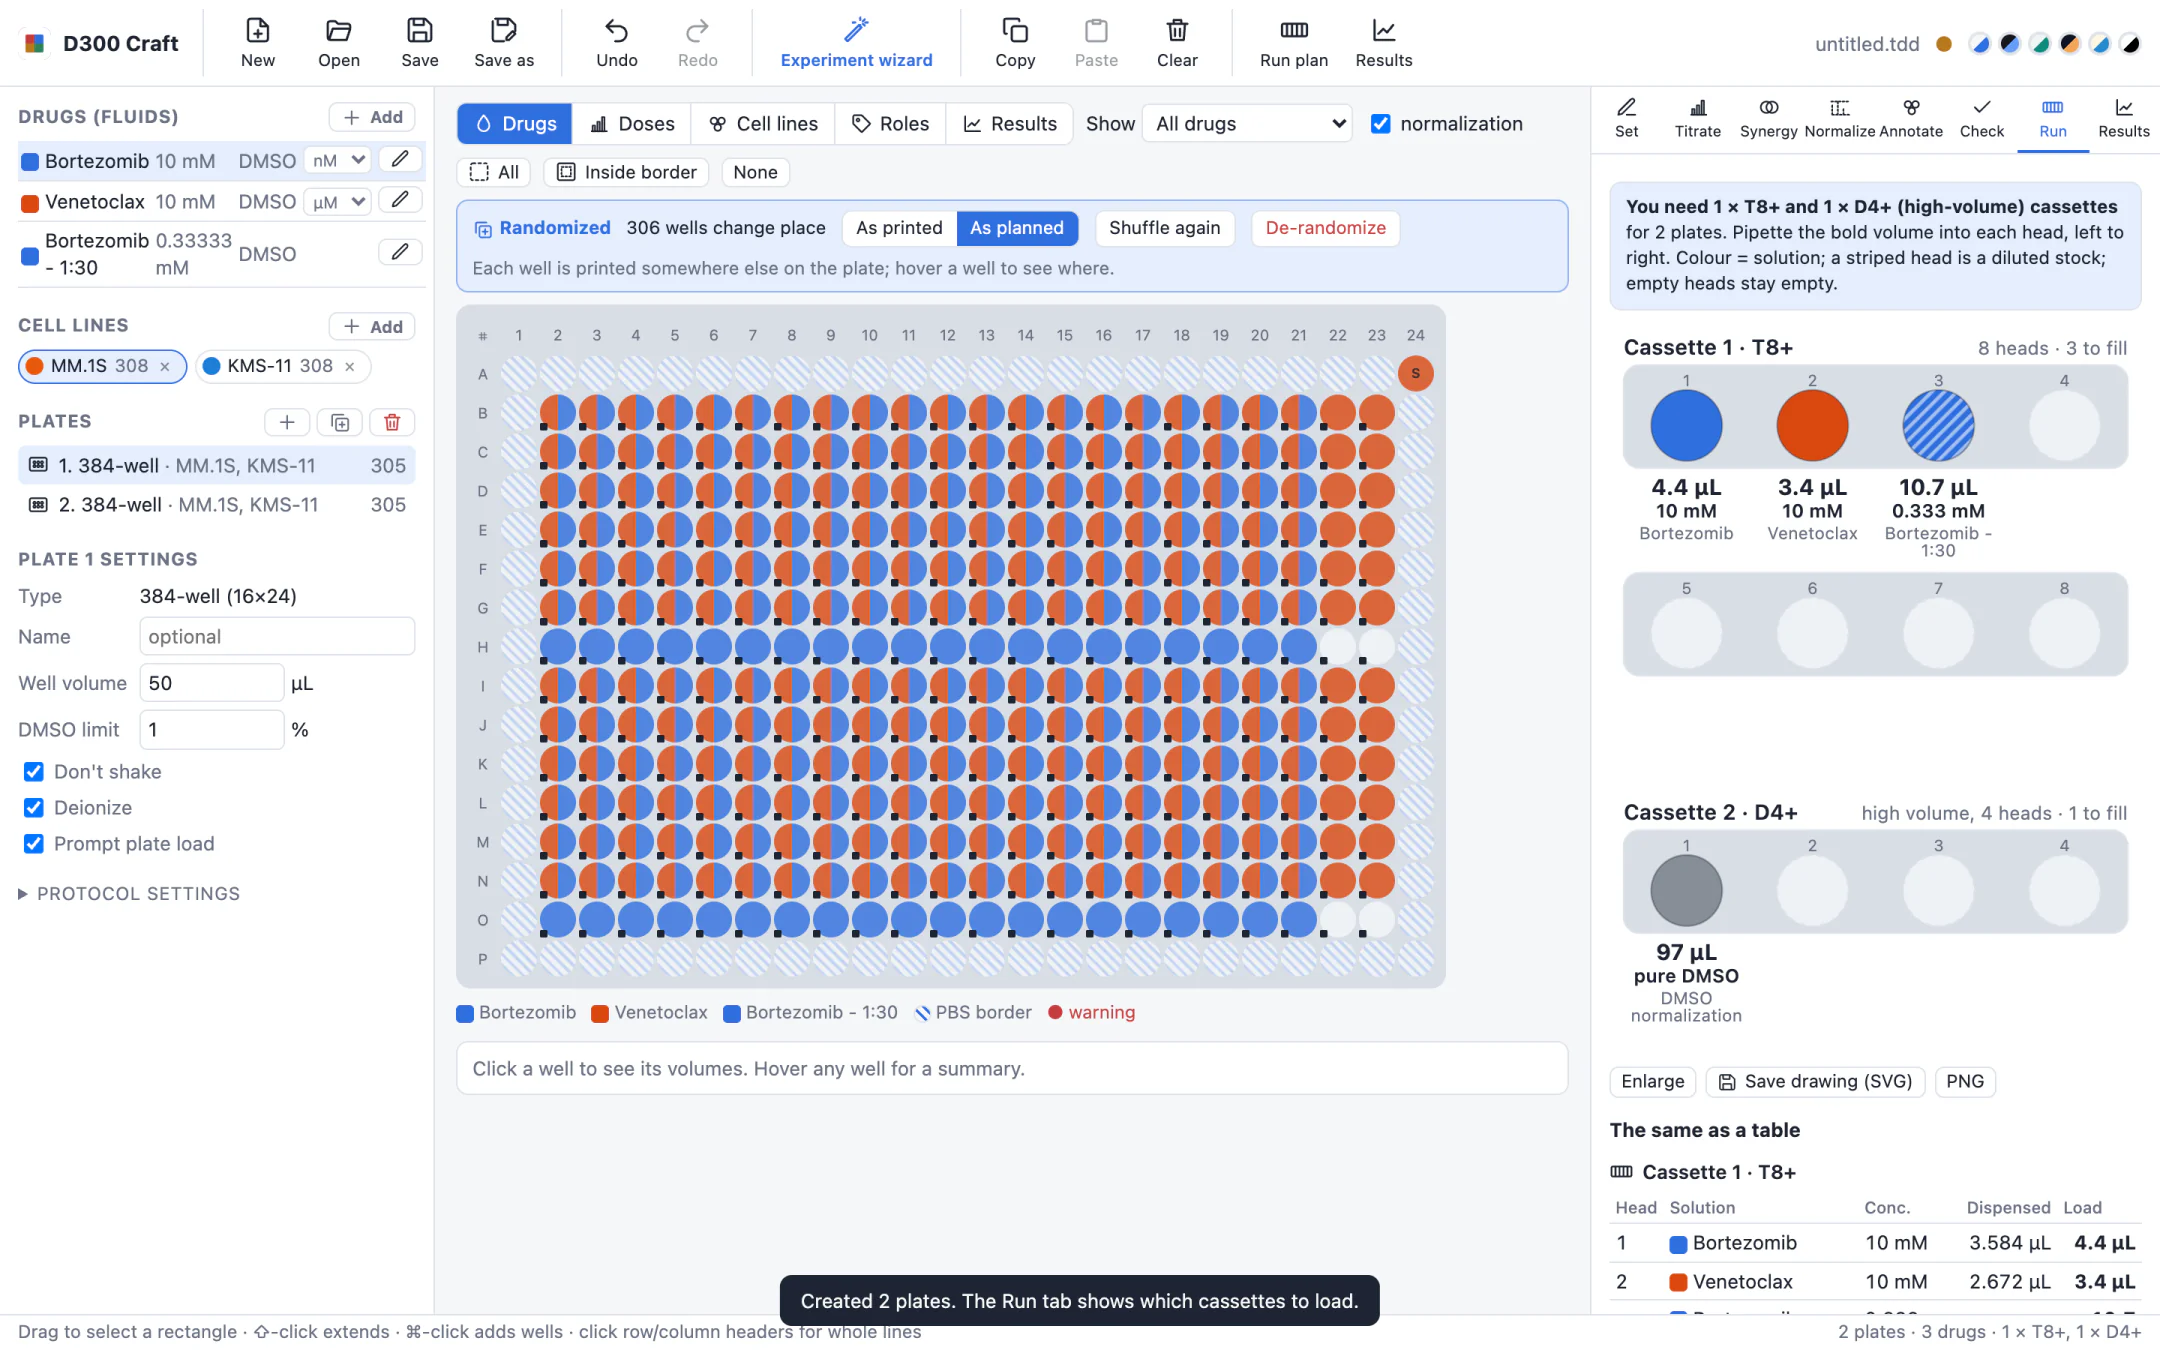 D300 Craft
New
Open
Save
Save as
Undo
Redo
Experiment wizard
Copy
Paste
Clear
Run plan
Results
untitled.tdd
DRUGS (FLUIDS)
Add
Bortezomib 10 mM DMSO nM
Venetoclax 10 mM DMSO µM
Bortezomib - 1:30 0.33333 mM DMSO
CELL LINES
Add
MM.1S 308 ×
KMS-11 308 ×
PLATES
1. 384-well · MM.1S, KMS-11 305
2. 384-well · MM.1S, KMS-11 305
PLATE 1 SETTINGS
Type 384-well (16×24)
Name optional
Well volume 50 µL
DMSO limit 1 %
Don't shake
Deionize
Prompt plate load
PROTOCOL SETTINGS
Drugs
Doses
Cell lines
Roles
Results
Show All drugs
normalization
All
Inside border
None
Randomized 306 wells change place
As printed
As planned
Shuffle again
De-randomize
Each well is printed somewhere else on the plate; hover a well to see where.
# 1 2 3 4 5 6 7 8 9 10 11 12 13 14 15 16 17 18 19 20 21 22 23 24
A S
B
C
D
E
F
G
H
I
J
K
L
M
N
O
P
Bortezomib Venetoclax Bortezomib - 1:30 PBS border warning
Click a well to see its volumes. Hover any well for a summary.
Set
Titrate
Synergy
Normalize
Annotate
Check
Run
Results
You need 1 × T8+ and 1 × D4+ (high-volume) cassettes
for 2 plates. Pipette the bold volume into each head, left to
right. Colour = solution; a striped head is a diluted stock;
empty heads stay empty.
Cassette 1 · T8+ 8 heads · 3 to fill
1 2 3 4
4.4 µL 3.4 µL 10.7 µL
10 mM 10 mM 0.333 mM
Bortezomib Venetoclax Bortezomib -
1:30
5 6 7 8
Cassette 2 · D4+ high volume, 4 heads · 1 to fill
1 2 3 4
97 µL
pure DMSO
DMSO
normalization
Enlarge
Save drawing (SVG)
PNG
The same as a table
Cassette 1 · T8+
Head Solution Conc. Dispensed Load
1 Bortezomib 10 mM 3.584 µL 4.4 µL
2 Venetoclax 10 mM 2.672 µL 3.4 µL
Created 2 plates. The Run tab shows which cassettes to load.
Drag to select a rectangle · ⇧-click extends · ⌘-click adds wells · click row/column headers for whole lines
2 plates · 3 drugs · 1 × T8+, 1 × D4+